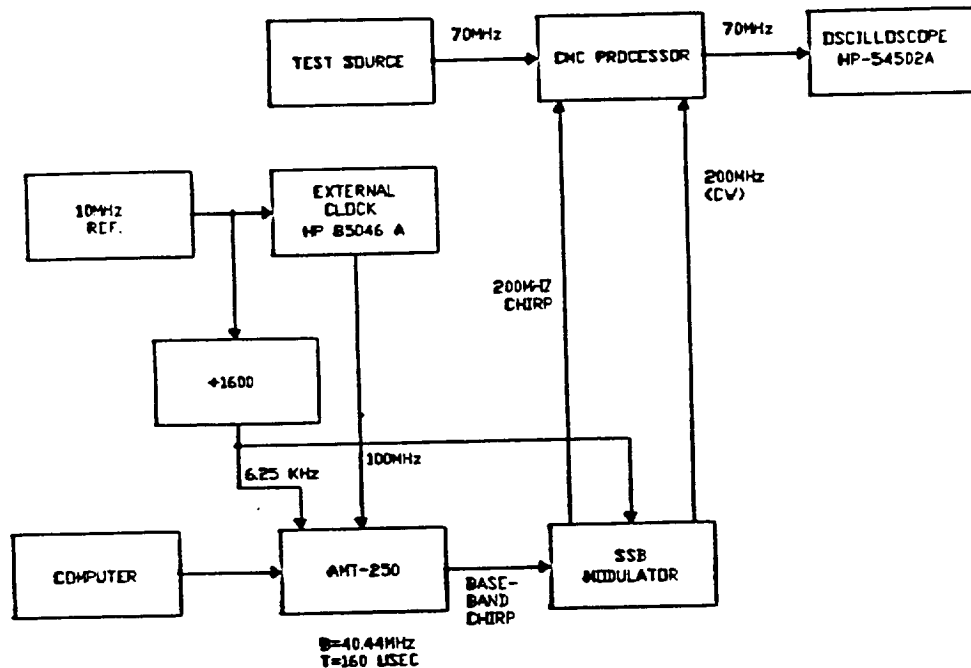 70MHz
70MHz
TEST SOURCE
CMC PROCESSOR
OSCILLOSCOPE
HP-54502A
10MHz
REF.
EXTERNAL
CLOCK
HP 85046 A
200MHz
(CW)
200MHz
CHIRP
÷1600
6.25 KHz
100MHz
COMPUTER
AMT-250
BASE-
BAND
CHIRP
SSB
MODULATOR
B=40.44MHz
T=160 USEC